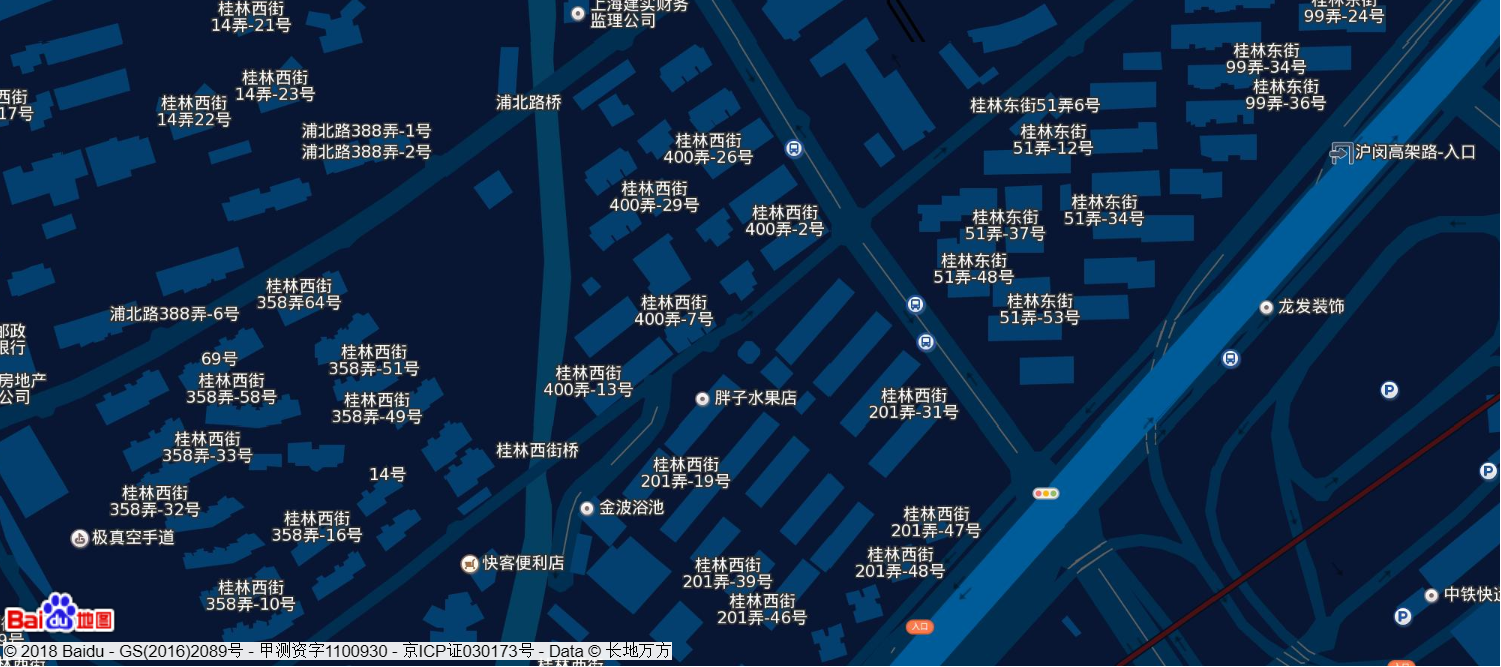 桂林西街
14弄-21号
上海建实财务
监理公司
桂林东街
99弄-24号
桂林东街
99弄-34号
桂林西街
14弄-23号
桂林东街
99弄-36号
西街
17号
桂林西街
14弄22号
浦北路桥
桂林东街51弄6号
浦北路388弄-1号
浦北路388弄-2号
桂林西街
400弄-26号
桂林东街
51弄-12号
沪闵高架路-入口
桂林西街
400弄-29号
桂林西街
400弄-2号
桂林东街
51弄-37号
桂林东街
51弄-34号
桂林东街
51弄-48号
桂林西街
358弄64号
浦北路388弄-6号
桂林西街
400弄-7号
桂林东街
51弄-53号
龙发装饰
邮政
银行
69号
桂林西街
358弄-51号
房地产
公司
桂林西街
358弄-58号
桂林西街
400弄-13号
P
桂林西街
358弄-49号
胖子水果店
桂林西街
201弄-31号
桂林西街
358弄-33号
桂林西街桥
14号
桂林西街
201弄-19号
P
桂林西街
358弄-32号
金波浴池
桂林西街
358弄-16号
桂林西街
201弄-47号
极真空手道
快客便利店
桂林西街
201弄-39号
桂林西街
201弄-48号
桂林西街
358弄-10号
桂林西街
201弄-46号
中铁快运
P
Bai du 地图
入口
© 2018 Baidu - GS(2016)2089号 - 甲测资字1100930 - 京ICP证030173号 - Data © 长地万方